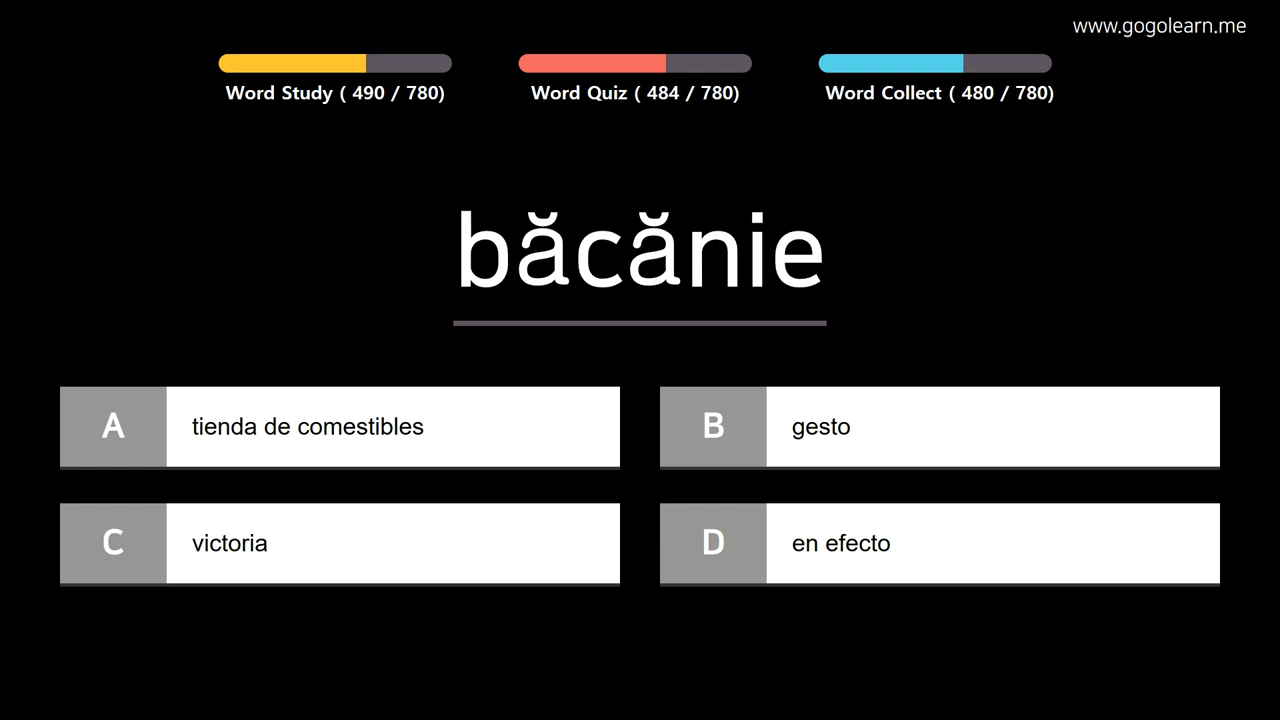 www.gogolearn.me
Word Study ( 490 / 780)
Word Quiz ( 484 / 780)
Word Collect ( 480 / 780)
băcănie
A tienda de comestibles
B gesto
C victoria
D en efecto